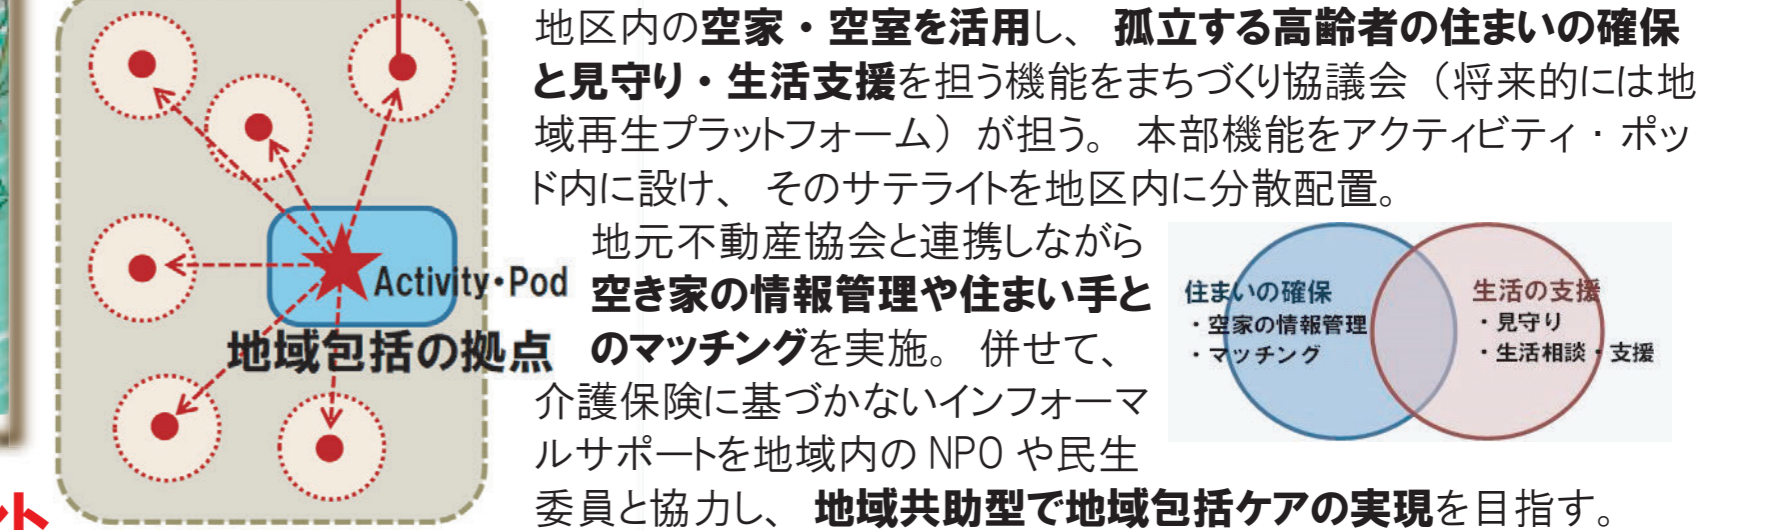 地区内の空家・空室を活用し、孤立する高齢者の住まいの確保
と見守り・生活支援を担う機能をまちづくり協議会（将来的には地
域再生プラットフォーム）が担う。本部機能をアクティビティ・ポッ
ド内に設け、そのサテライトを地区内に分散配置。
地元不動産協会と連携しながら
空き家の情報管理や住まい手と
のマッチングを実施。併せて、
介護保険に基づかないインフォーマ
ルサポートを地域内の NPO や民生
委員と協力し、地域共助型で地域包括ケアの実現を目指す。
Activity・Pod
地域包括の拠点
住まいの確保
・空家の情報管理
・マッチング
生活の支援
・見守り
・生活相談・支援